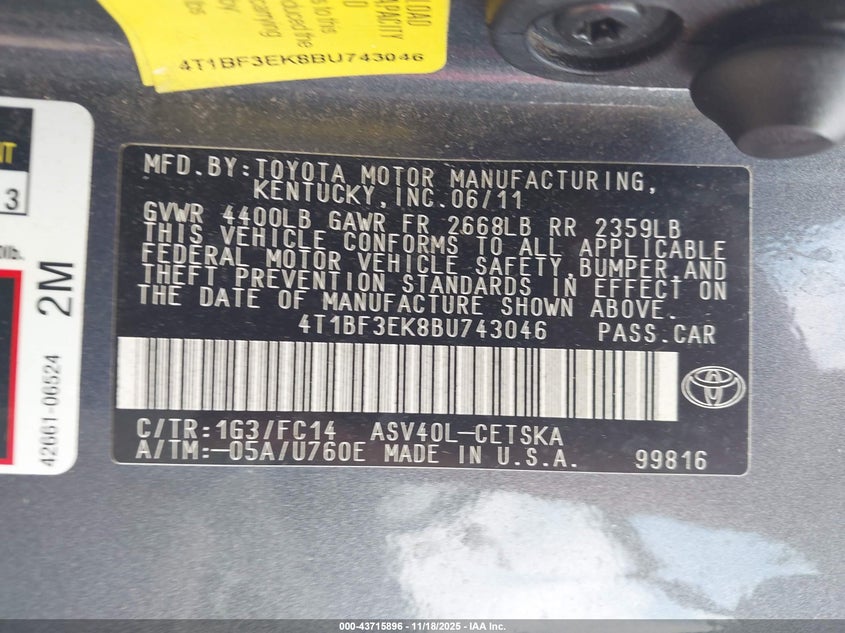 LOAD
CAPACITY
4T1BF3EK8BU743046
3
MFD.BY:TOYOTA MOTOR MANUFACTURING,
KENTUCKY, INC.06/11
GVWR 4400LB GAWR FR 2668LB RR 2359LB
THIS VEHICLE CONFORMS TO ALL APPLICABLE
FEDERAL MOTOR VEHICLE SAFETY,BUMPER,AND
THEFT PREVENTION STANDARDS IN EFFECT ON
THE DATE OF MANUFACTURE SHOWN ABOVE.
4T1BF3EK8BU743046 PASS.CAR
C/TR:1G3/FC14 ASV40L-CETSKA
A/TM:-05A/U760E MADE IN U.S.A. 99816
2M
42661-06524
000-43715896 - 11/18/2025 - IAA Inc.